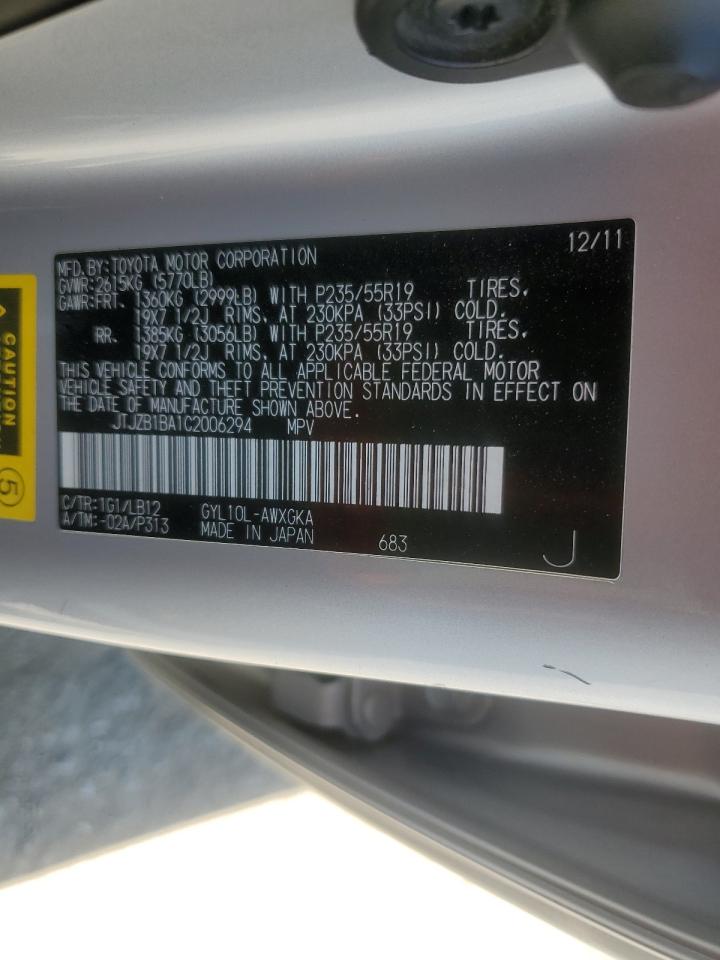 12/11
MFD.BY:TOYOTA MOTOR CORPORATION
GVWR:2615KG (5770LB)
GAWR:FRT. 1360KG (2999LB) WITH P235/55R19 TIRES,
19X7 1/2J RIMS. AT 230KPA (33PSI) COLD.
RR. 1385KG (3056LB) WITH P235/55R19 TIRES,
19X7 1/2J RIMS. AT 230KPA (33PSI) COLD.
THIS VEHICLE CONFORMS TO ALL APPLICABLE FEDERAL MOTOR
VEHICLE SAFETY AND THEFT PREVENTION STANDARDS IN EFFECT ON
THE DATE OF MANUFACTURE SHOWN ABOVE.
JTJZB1BA1C2006294 MPV
C/TR:1G1/LB12 GYL10L-AWXGKA
A/TM:-02A/P313 MADE IN JAPAN 683 J
CAUTION
5